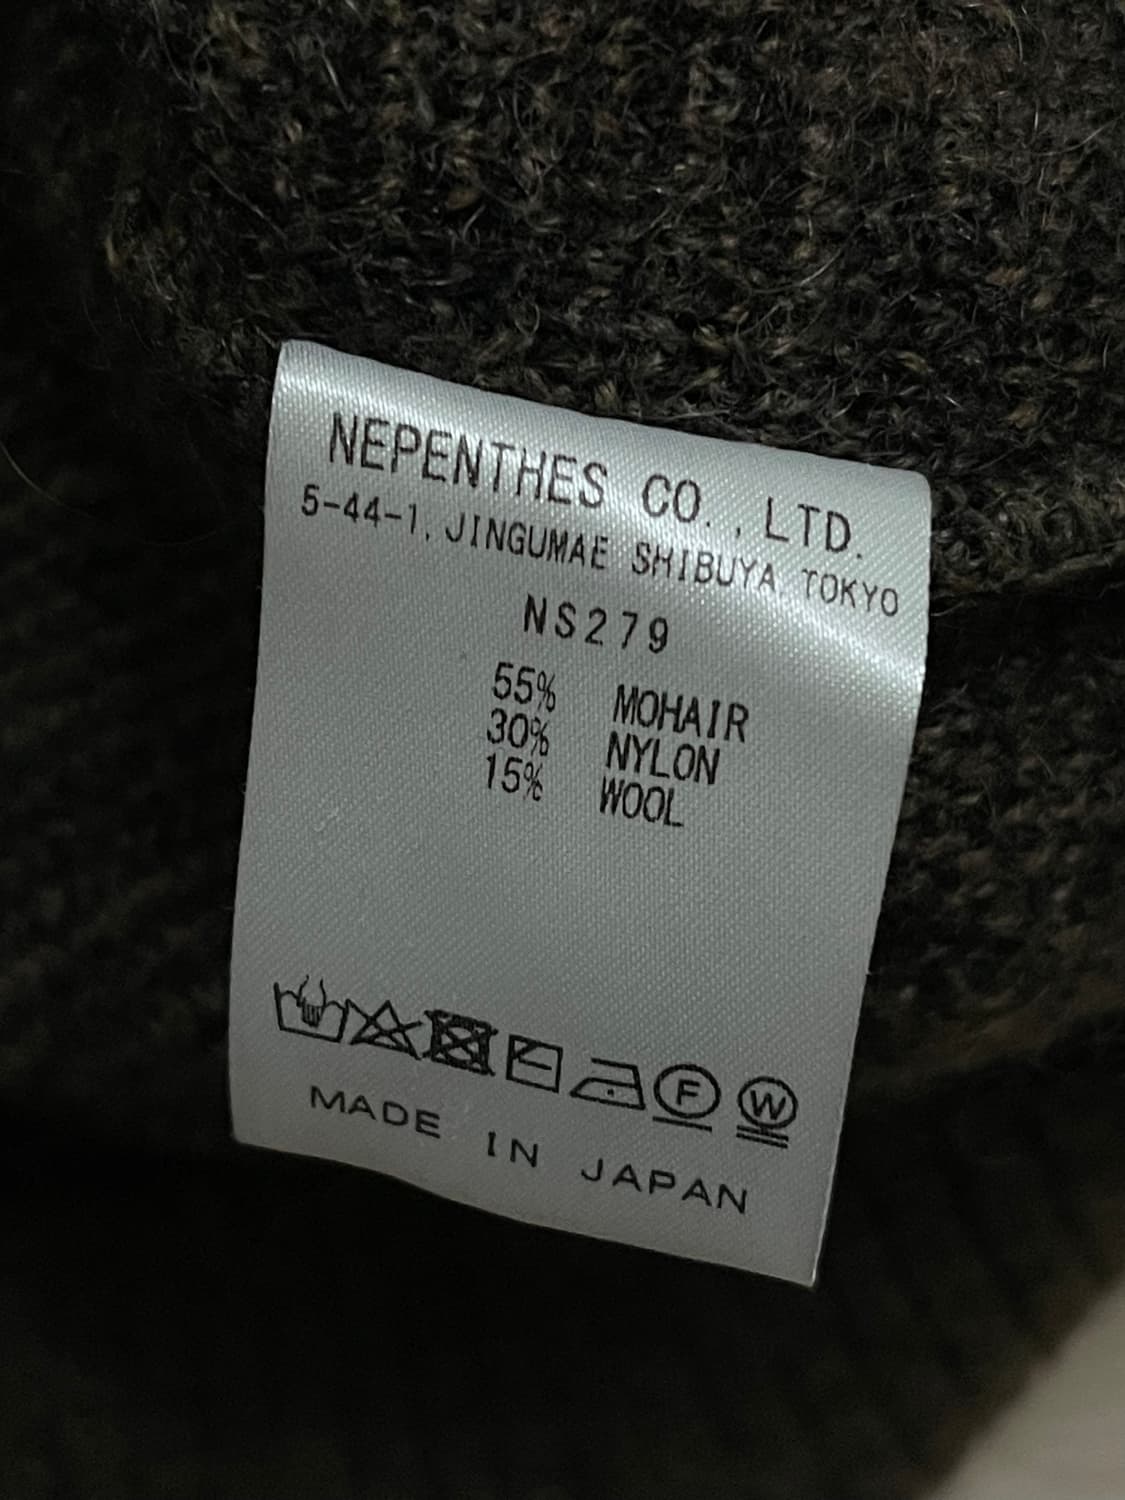 NEPENTHES CO., LTD.
5-44-1, JINGUMAE SHIBUYA TOKYO
NS279
55% MOHAIR
30% NYLON
15% WOOL
F W
MADE IN JAPAN